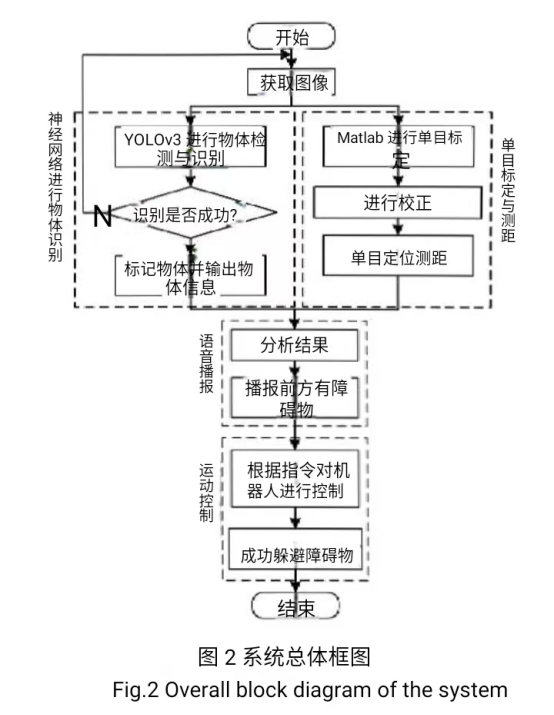 开始
获取图像
神经网络进行物体识别
YOLOv3 进行物体检
测与识别
识别是否成功?
N
标记物体并输出物
体信息
Matlab 进行单目标
定
进行校正
单目定位测距
单目标定与测距
语音播报
分析结果
播报前方有障
碍物
运动控制
根据指令对机
器人进行控制
成功躲避障碍物
结束
图 2 系统总体框图
Fig.2 Overall block diagram of the system